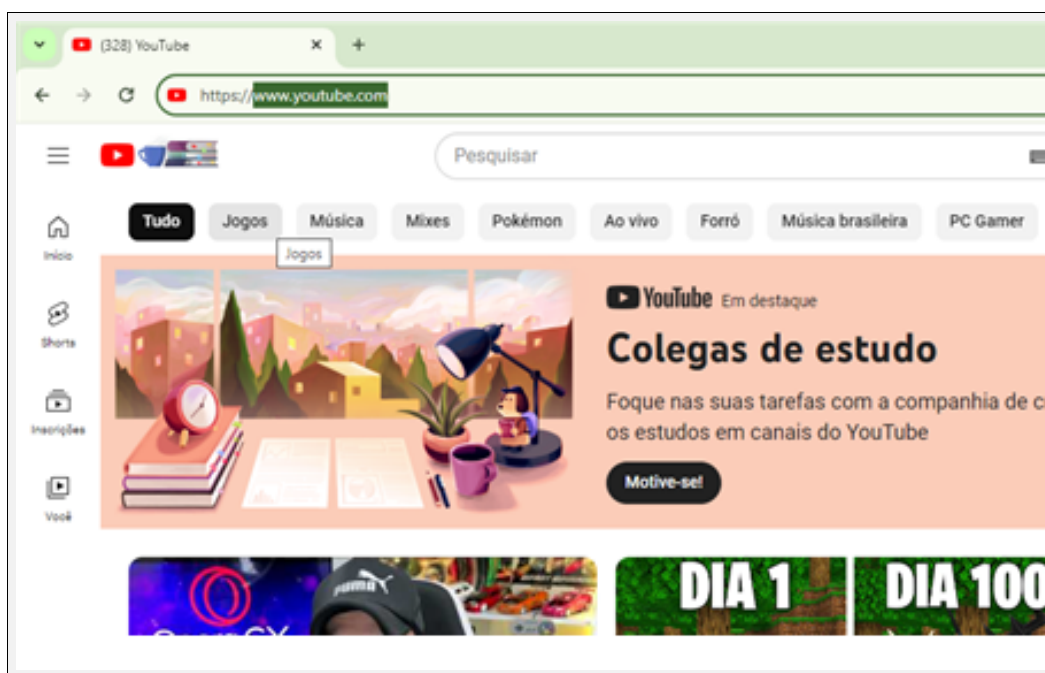 (328) YouTube
https://www.youtube.com
Pesquisar
Tudo Jogos Música Mixes Pokémon Ao vivo Forró Música brasileira PC Gamer
Jogos
Início
Shorts
Inscrições
Você
YouTube Em destaque
Colegas de estudo
Foque nas suas tarefas com a companhia de c
os estudos em canais do YouTube
Motive-se!
PUMA
DIA 1 DIA 100